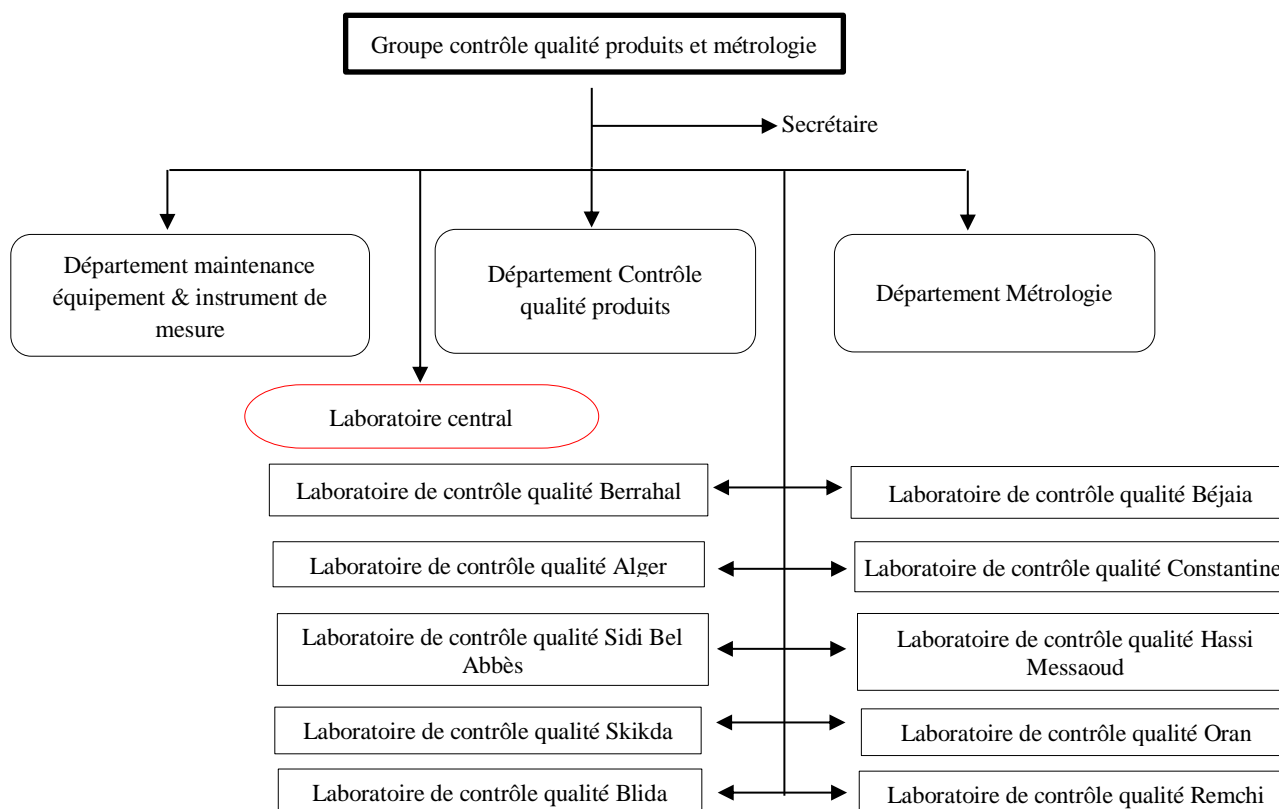 Groupe contrôle qualité produits et métrologie
Secrétaire
Département maintenance
équipement & instrument de
mesure
Département Contrôle
qualité produits
Département Métrologie
Laboratoire central
Laboratoire de contrôle qualité Berrahal
Laboratoire de contrôle qualité Béjaia
Laboratoire de contrôle qualité Alger
Laboratoire de contrôle qualité Constantine
Laboratoire de contrôle qualité Sidi Bel
Abbès
Laboratoire de contrôle qualité Hassi
Messaoud
Laboratoire de contrôle qualité Skikda
Laboratoire de contrôle qualité Oran
Laboratoire de contrôle qualité Blida
Laboratoire de contrôle qualité Remchi